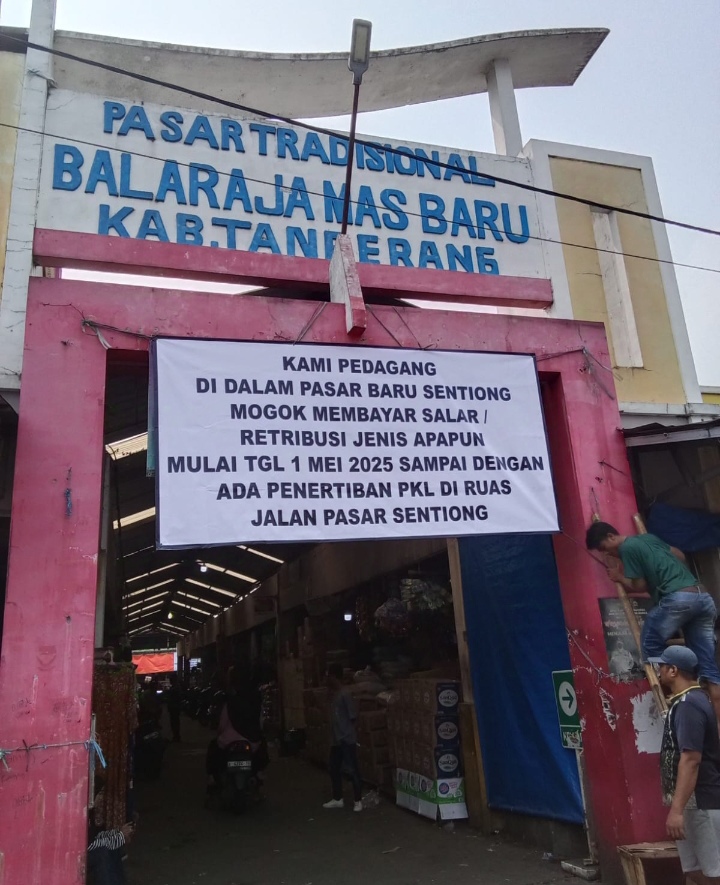 PASAR TRADISIONAL
BALARAJA MAS BARU
KAB.TANGERANG
KAMI PEDAGANG
DI DALAM PASAR BARU SENTIONG
MOGOK MEMBAYAR SALAR /
RETRIBUSI JENIS APAPUN
MULAI TGL 1 MEI 2025 SAMPAI DENGAN
ADA PENERTIBAN PKL DI RUAS
JALAN PASAR SENTIONG